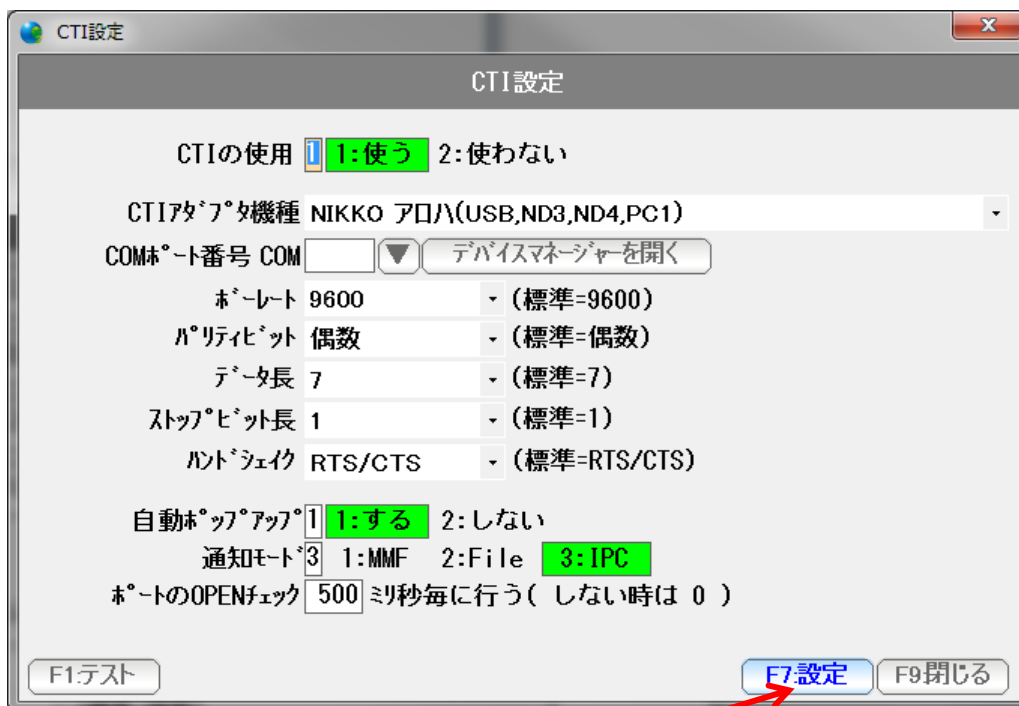 CTI設定
CTI設定
CTIの使用 1 1:使う 2:使わない
CTIｱﾀﾞﾌﾟﾀ機種 NIKKO アロハ(USB,ND3,ND4,PC1)
COMﾎﾟｰﾄ番号 COM ▼ ﾃﾞﾊﾞｲｽﾏﾈｰｼﾞｬｰを開く
ﾎﾞｰﾚｰﾄ 9600 (標準=9600)
ﾊﾟﾘﾃｨﾋﾞｯﾄ 偶数 (標準=偶数)
ﾃﾞｰﾀ長 7 (標準=7)
ｽﾄｯﾌﾟﾋﾞｯﾄ長 1 (標準=1)
ﾊﾝﾄﾞｼｪｲｸ RTS/CTS (標準=RTS/CTS)
自動ﾎﾟｯﾌﾟｱｯﾌﾟ 1 1:する 2:しない
通知ﾓｰﾄﾞ 3 1:MMF 2:File 3:IPC
ﾎﾟｰﾄのOPENﾁｪｯｸ 500 ﾐﾘ秒毎に行う( しない時は 0 )
F1:テスト F7:設定 F9:閉じる